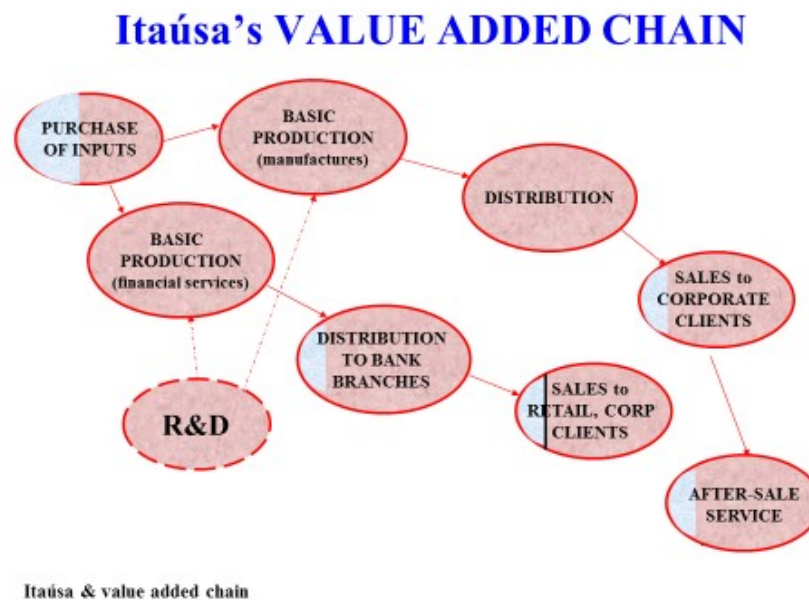 Itaúsa's VALUE ADDED CHAIN
PURCHASE
OF INPUTS
BASIC
PRODUCTION
(manufactures)
DISTRIBUTION
BASIC
PRODUCTION
(financial services)
SALES to
CORPORATE
CLIENTS
DISTRIBUTION
TO BANK
BRANCHES
SALES to
RETAIL, CORP
CLIENTS
R&D
AFTER-SALE
SERVICE
Itaúsa & value added chain